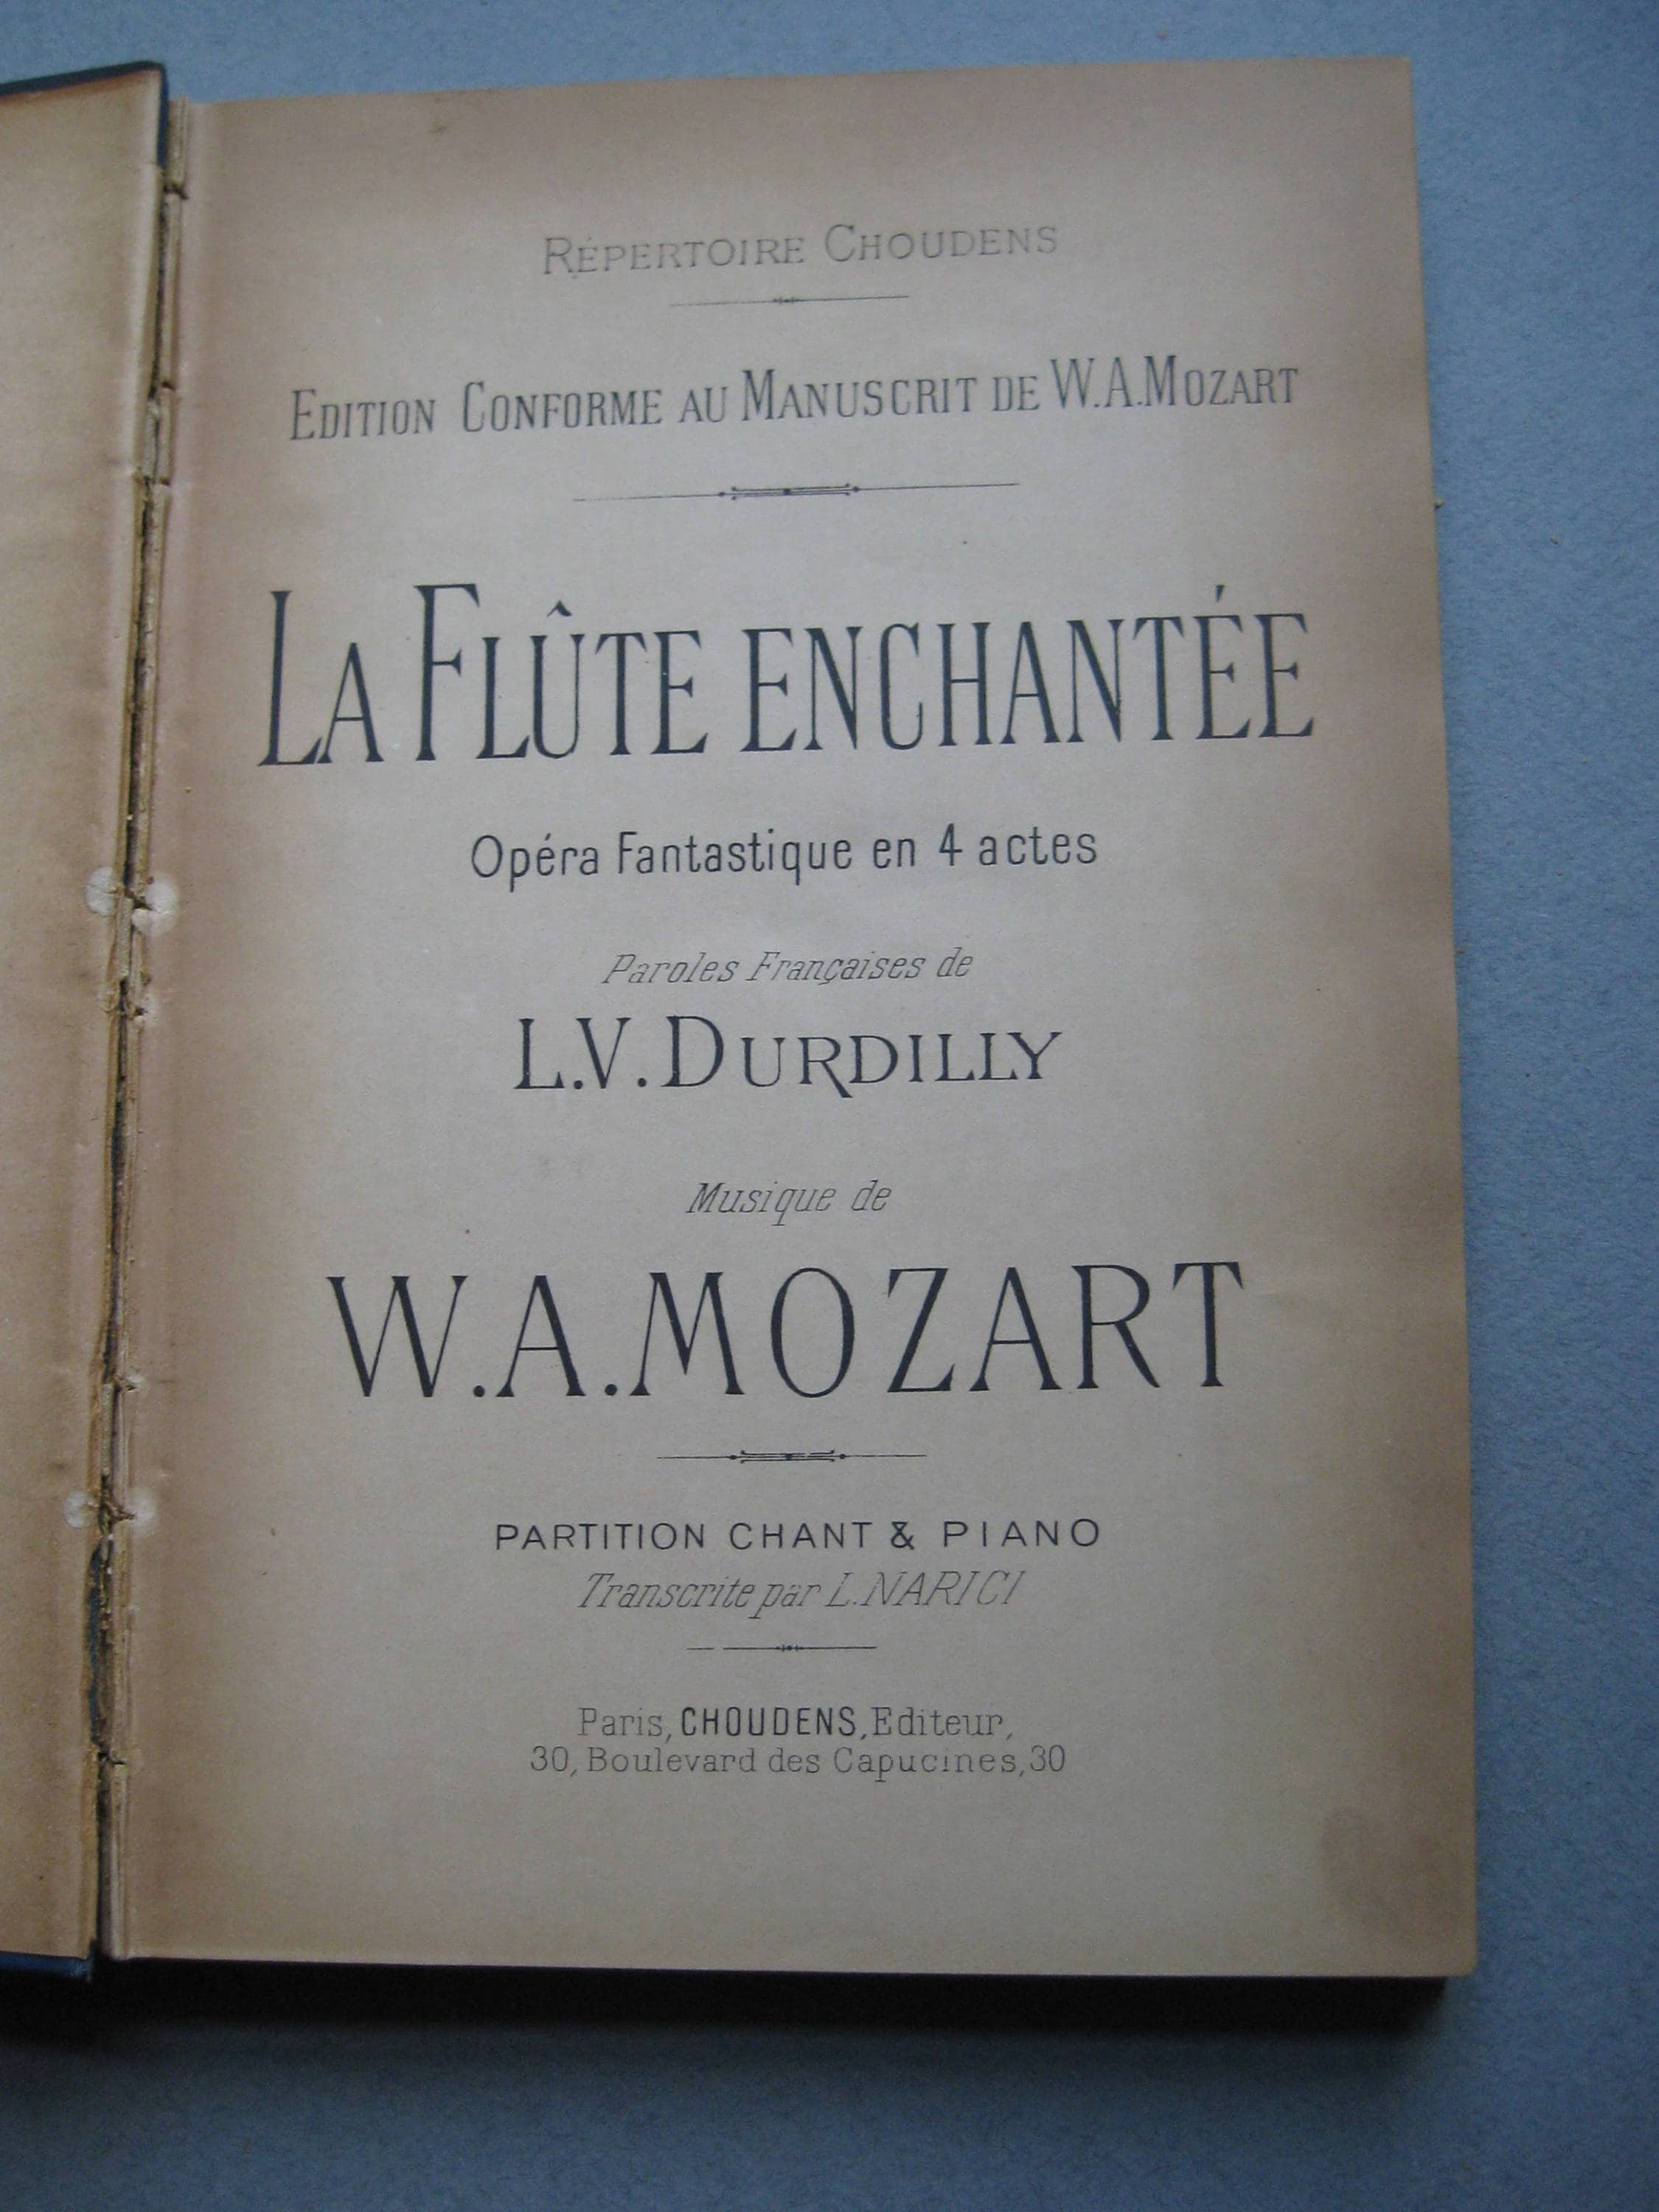 RÉPERTOIRE CHOUDENS
EDITION CONFORME AU MANUSCRIT DE W.A.MOZART
LA FLÛTE ENCHANTÉE
Opéra Fantastique en 4 actes
Paroles Françaises de
L.V. DURDILLY
Musique de
W.A. MOZART
PARTITION CHANT & PIANO
Transcrite par L. NARICI
Paris, CHOUDENS, Editeur,
30, Boulevard des Capucines, 30